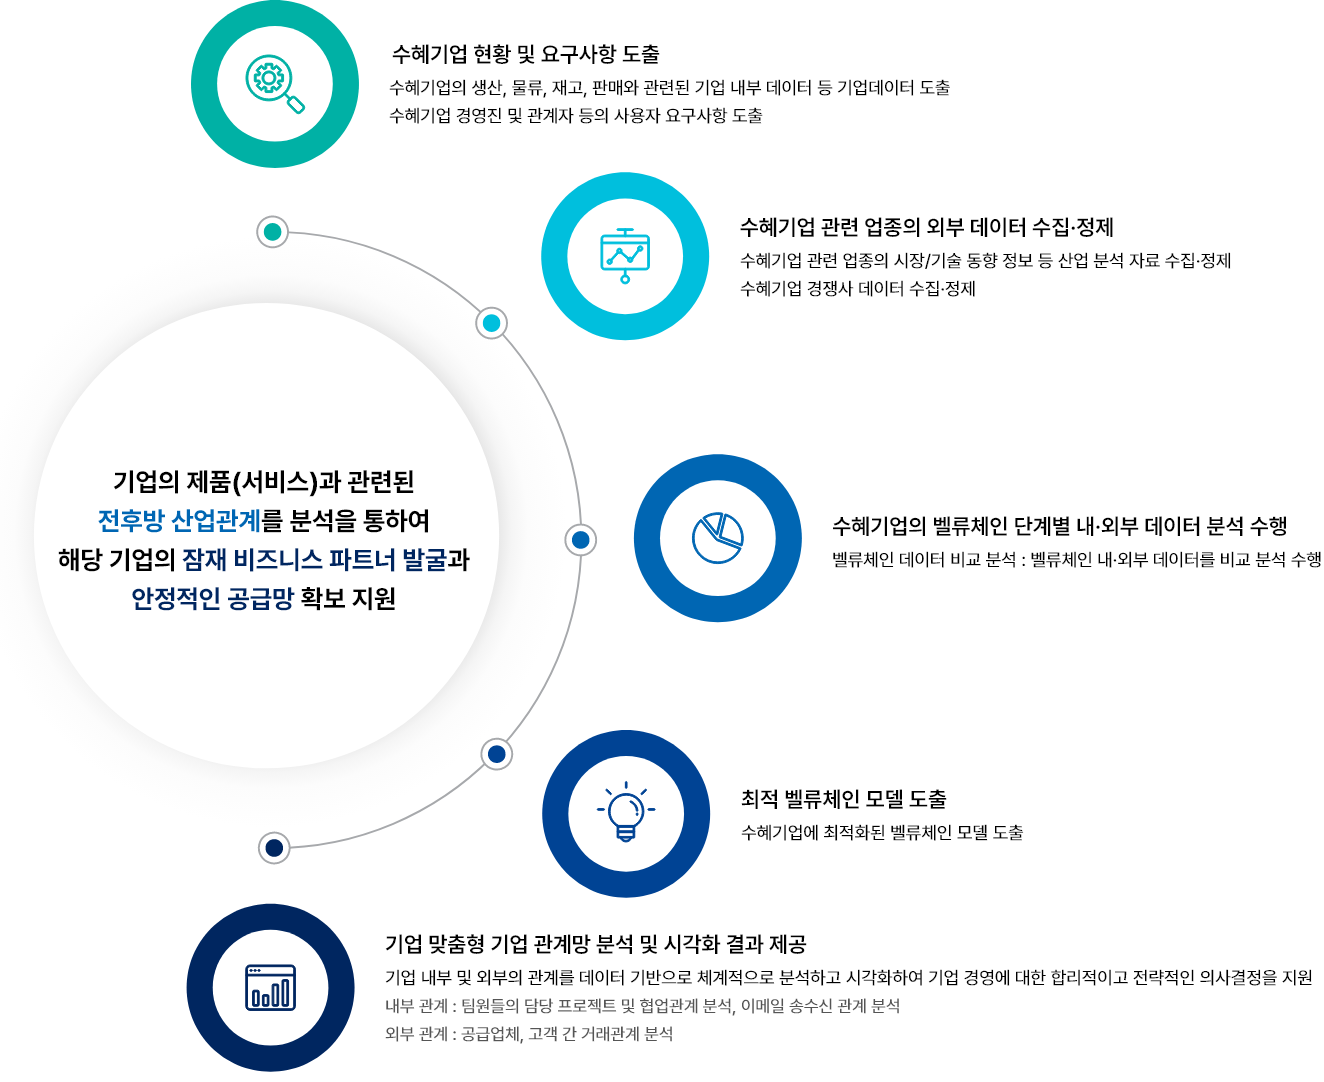 수혜기업 현황 및 요구사항 도출
수혜기업의 생산, 물류, 재고, 판매와 관련된 기업 내부 데이터 등 기업데이터 도출
수혜기업 경영진 및 관계자 등의 사용자 요구사항 도출
수혜기업 관련 업종의 외부 데이터 수집·정제
수혜기업 관련 업종의 시장/기술 동향 정보 등 산업 분석 자료 수집·정제
수혜기업 경쟁사 데이터 수집·정제
기업의 제품(서비스)과 관련된
전후방 산업관계를 분석을 통하여
해당 기업의 잠재 비즈니스 파트너 발굴과
안정적인 공급망 확보 지원
수혜기업의 벨류체인 단계별 내·외부 데이터 분석 수행
벨류체인 데이터 비교 분석 : 벨류체인 내·외부 데이터를 비교 분석 수행
최적 벨류체인 모델 도출
수혜기업에 최적화된 벨류체인 모델 도출
기업 맞춤형 기업 관계망 분석 및 시각화 결과 제공
기업 내부 및 외부의 관계를 데이터 기반으로 체계적으로 분석하고 시각화하여 기업 경영에 대한 합리적이고 전략적인 의사결정을 지원
내부 관계 : 팀원들의 담당 프로젝트 및 협업관계 분석, 이메일 송수신 관계 분석
외부 관계 : 공급업체, 고객 간 거래관계 분석